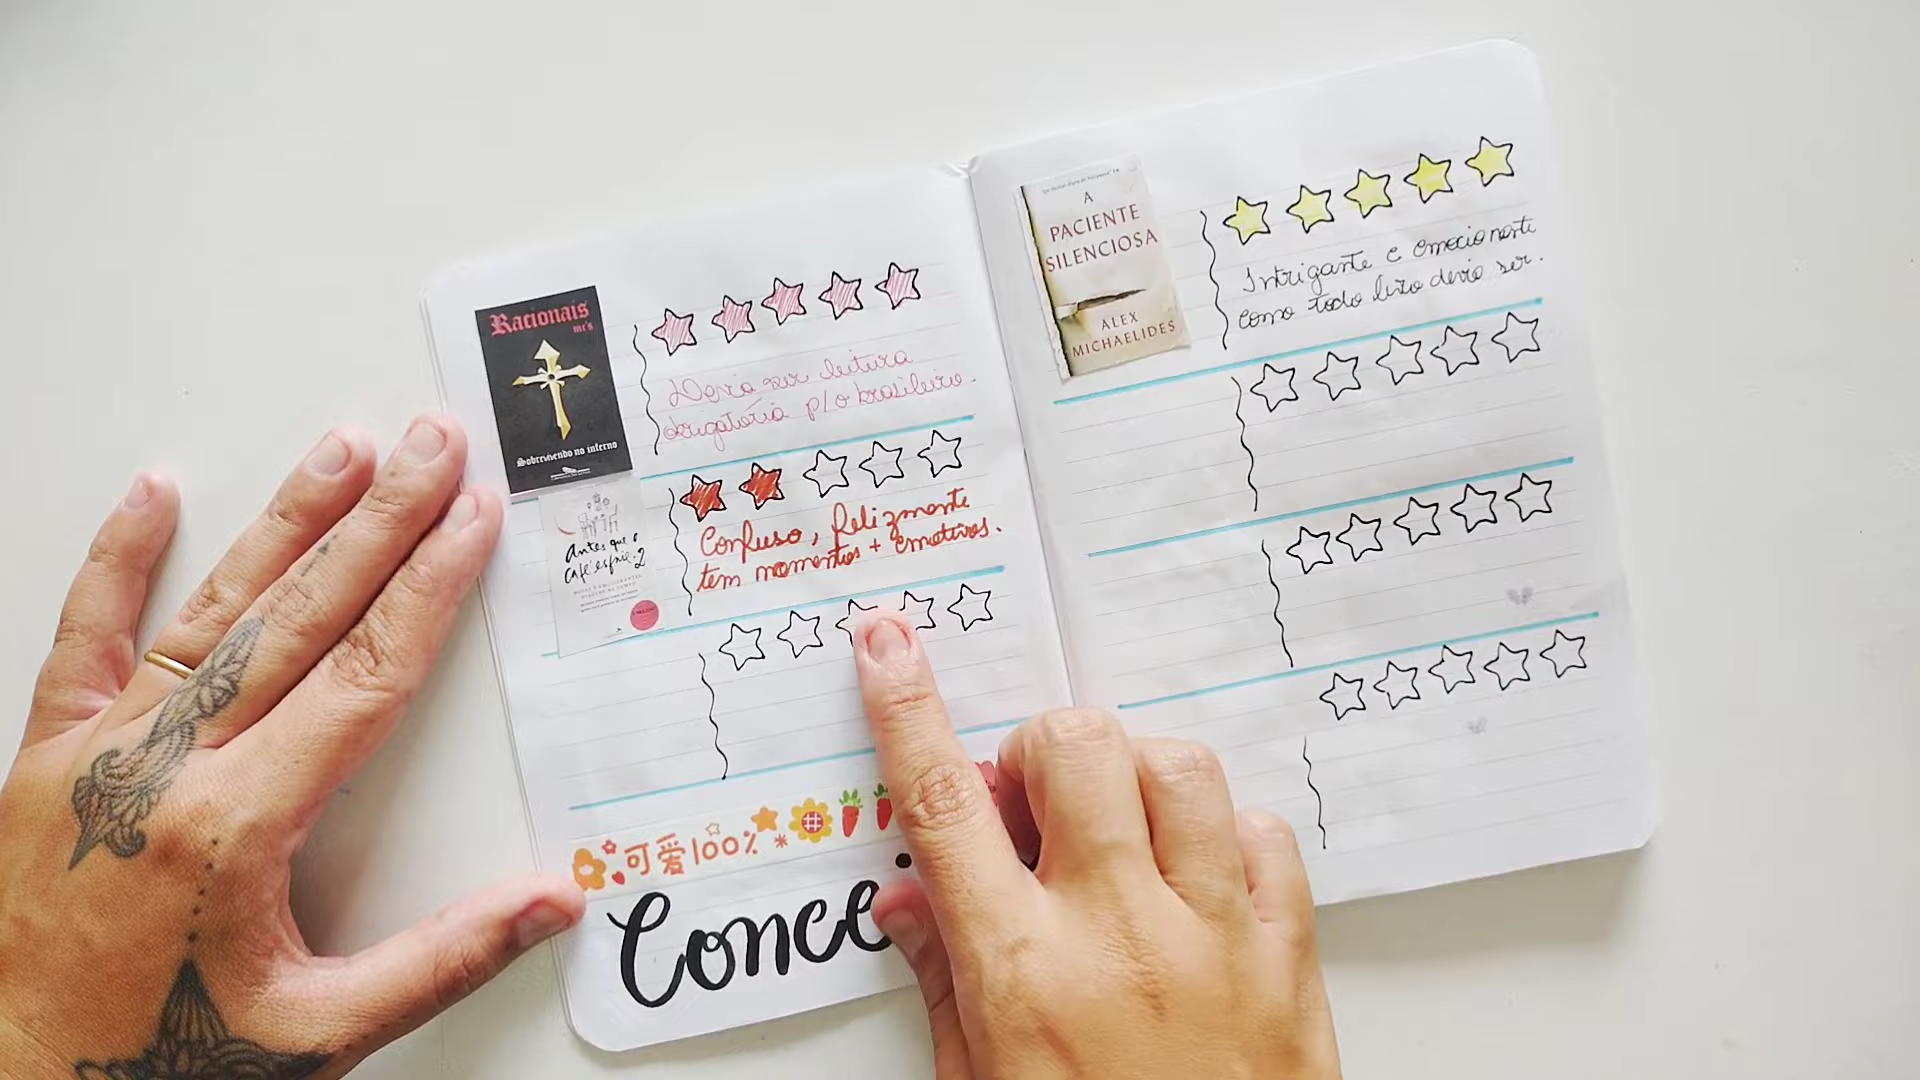 Racionais
mc's
Sobrevivendo no inferno
Devia ser leitura
obrigatória p/o brasileiro.
Antes que o
café esfrie 2
Confuso, felizmente
tem momentos + emotivos.
可爱100%
Concei
A
PACIENTE
SILENCIOSA
ALEX
MICHAELIDES
Intrigante e emocionante
como todo livro devia ser.